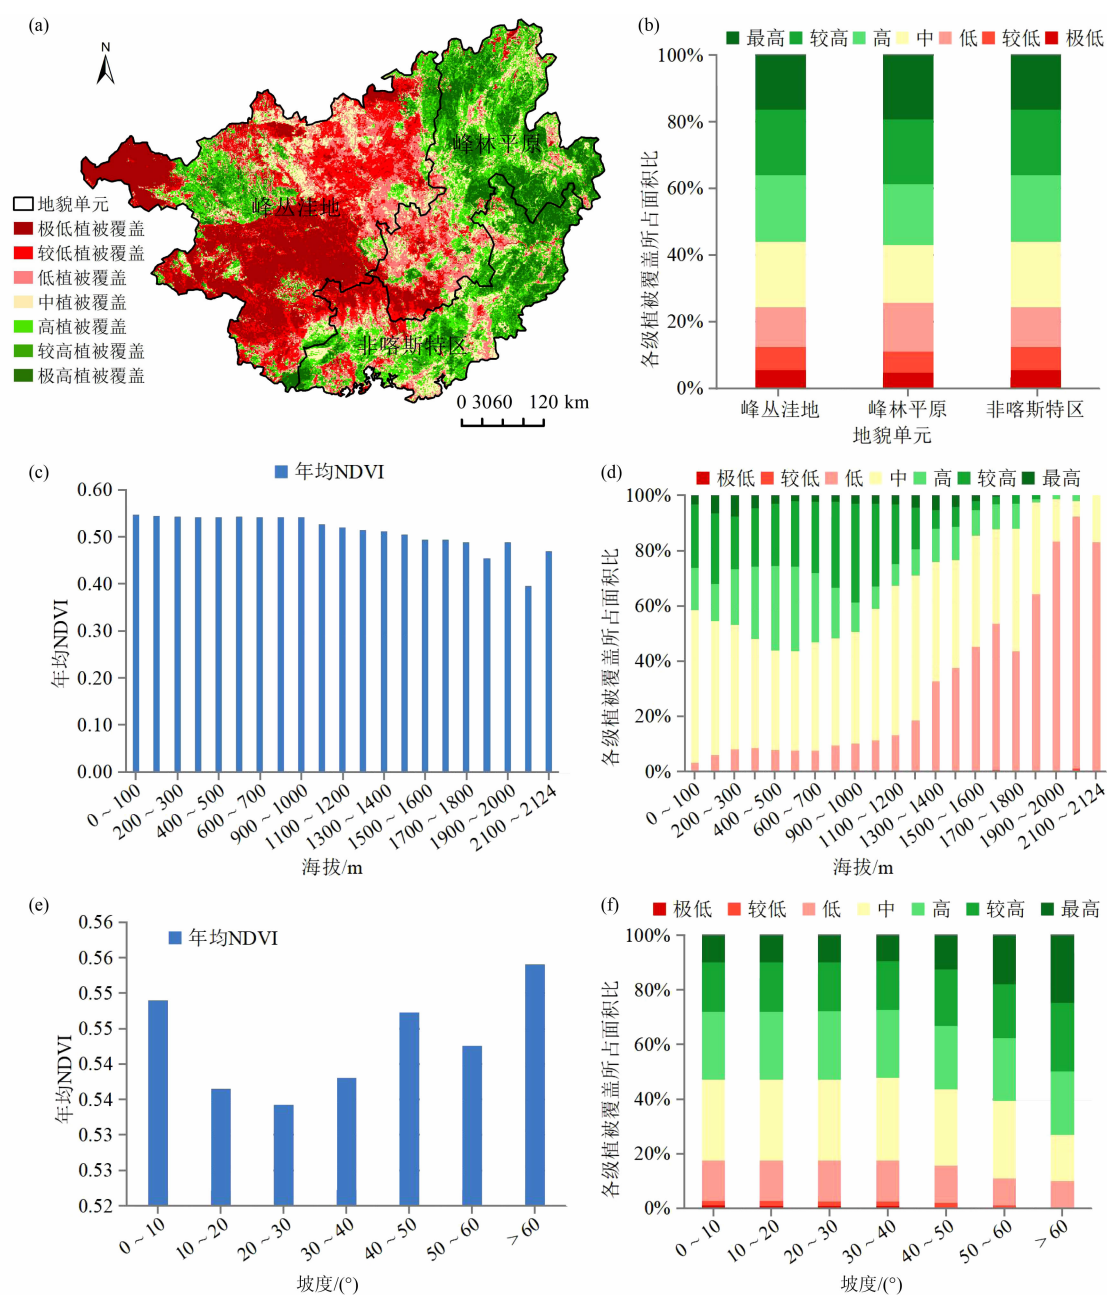 (a)
N
峰林平原
峰丛洼地
非喀斯特区
地貌单元
极低植被覆盖
较低植被覆盖
低植被覆盖
中植被覆盖
高植被覆盖
较高植被覆盖
极高植被覆盖
0 3060 120 km
(b)
最高 较高 高 中 低 较低 极低
各级植被覆盖所占面积比
100%
80%
60%
40%
20%
0%
峰丛洼地 峰林平原 非喀斯特区
地貌单元
(c)
年均NDVI
年均NDVI
0.60
0.50
0.40
0.30
0.20
0.10
0.00
0～100 200～300 400～500 600～700 900～1000 1100～1200 1300～1400 1500～1600 1700～1800 1900～2000 2100～2124
海拔/m
(d)
极低 较低 低 中 高 较高 最高
各级植被覆盖所占面积比
100%
80%
60%
40%
20%
0%
0～100 200～300 400～500 600～700 900～1000 1100～1200 1300～1400 1500～1600 1700～1800 1900～2000 2100～2124
海拔/m
(e)
年均NDVI
年均NDVI
0.56
0.56
0.55
0.55
0.54
0.54
0.53
0.53
0.52
0～10 10～20 20～30 30～40 40～50 50～60 >60
坡度/(°)
(f)
极低 较低 低 中 高 较高 最高
各级植被覆盖所占面积比
100%
80%
60%
40%
20%
0%
0～10 10～20 20～30 30～40 40～50 50～60 >60
坡度/(°)